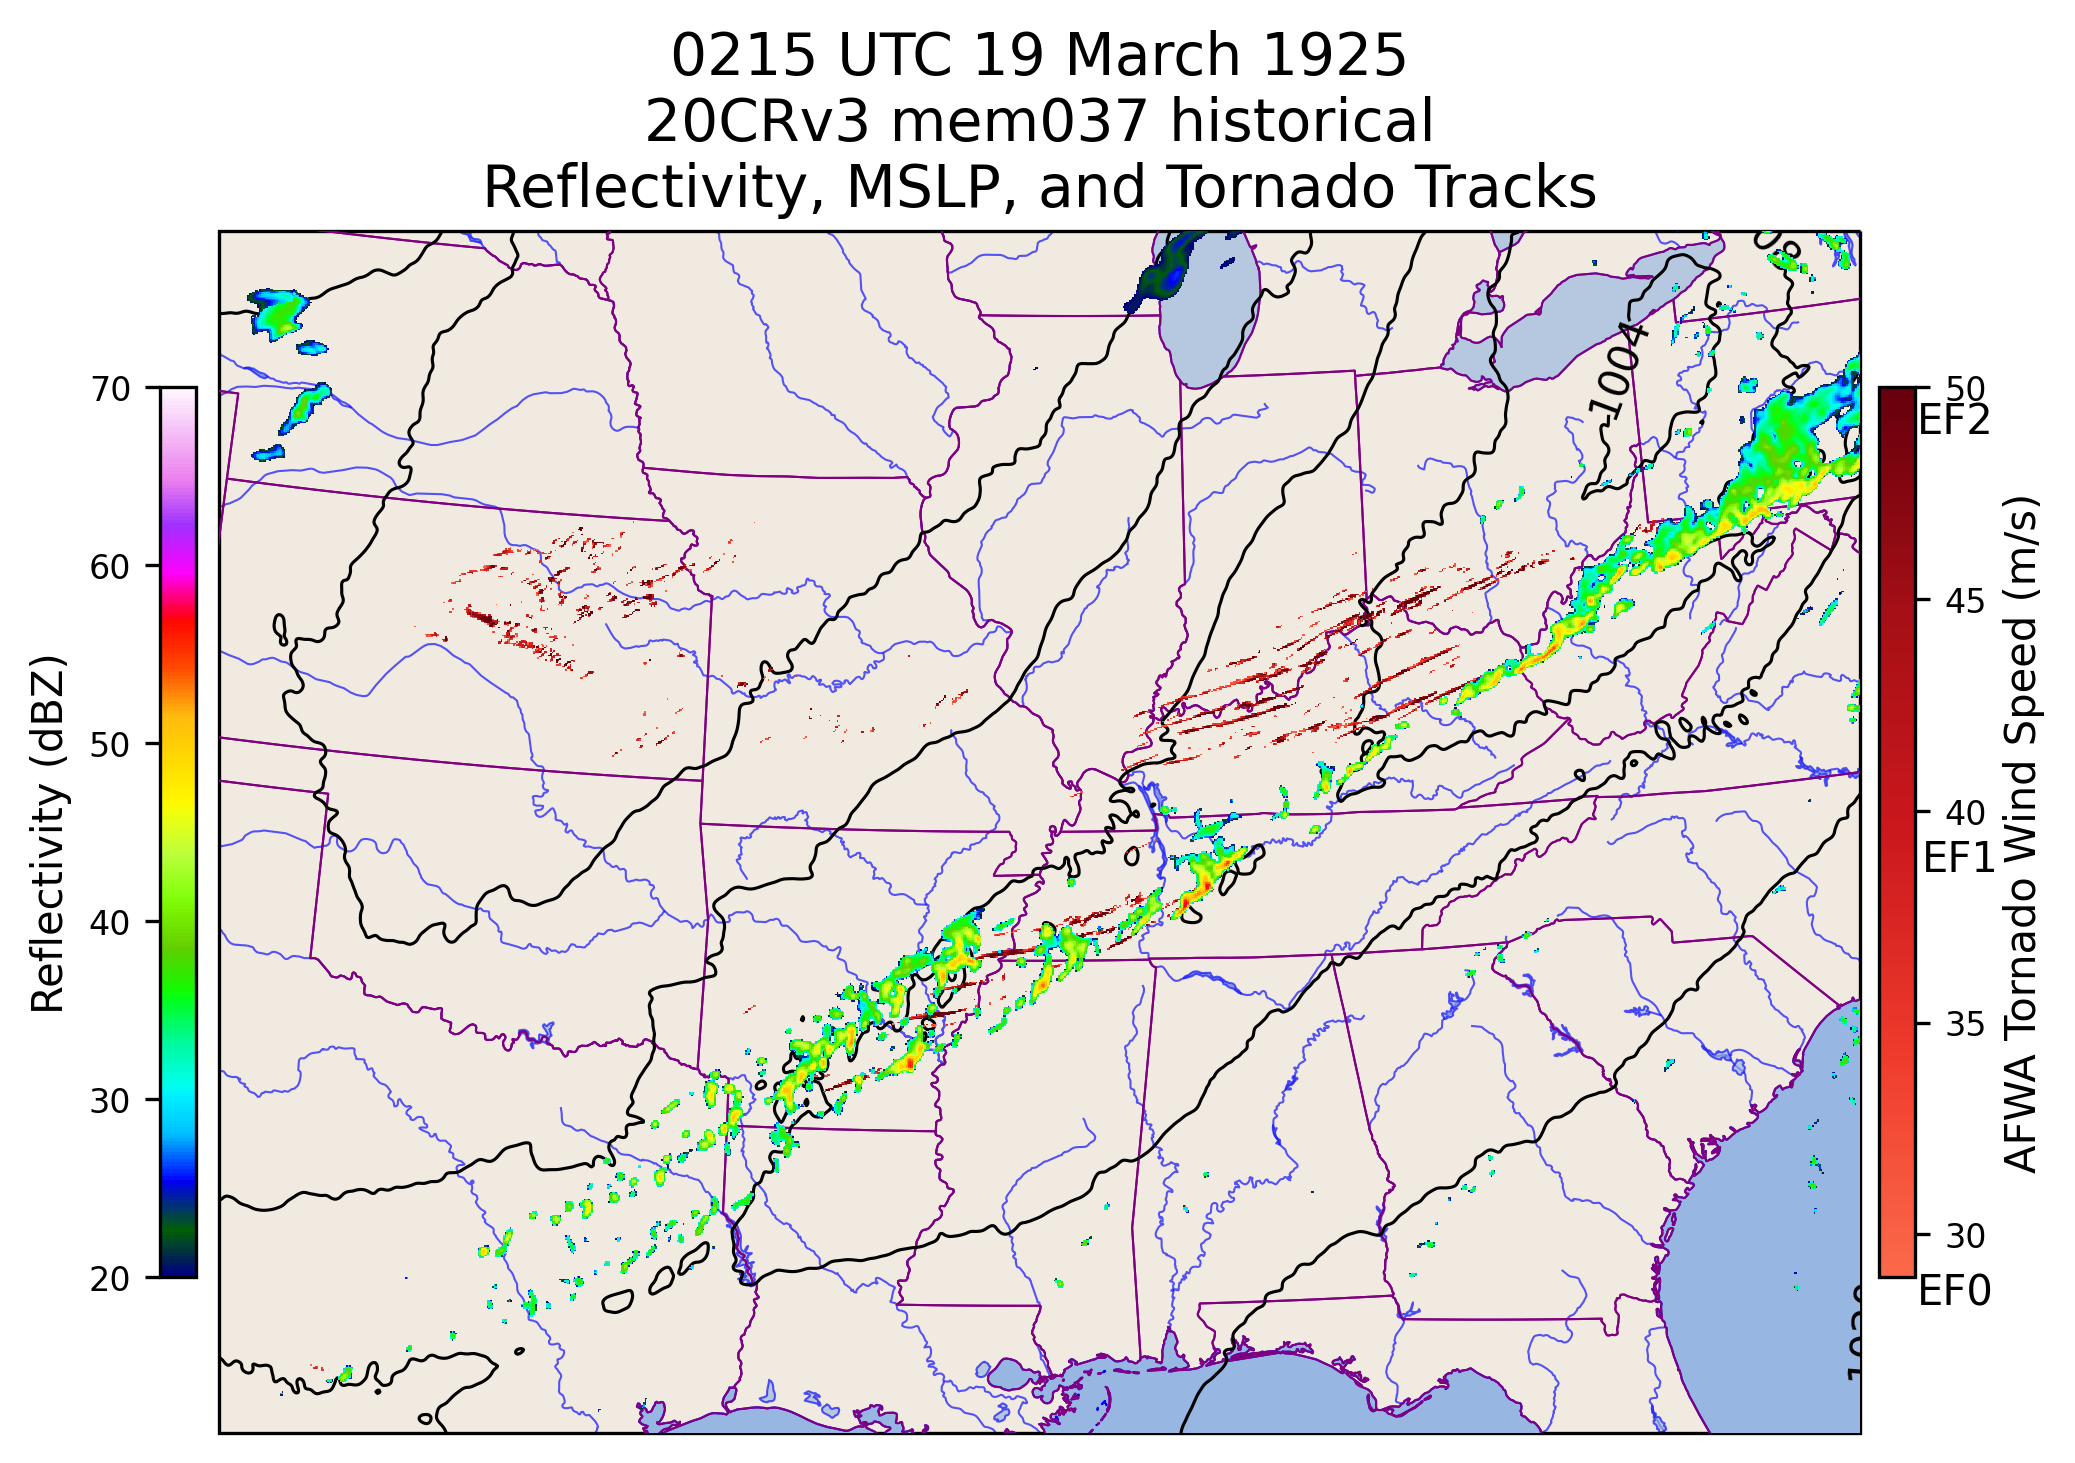 0215 UTC 19 March 1925
20CRv3 mem037 historical
Reflectivity, MSLP, and Tornado Tracks
70
60
50
40
30
20
Reflectivity (dBZ)
1004
50
EF2
45
40
EF1
35
30
EF0
AFWA Tornado Wind Speed (m/s)